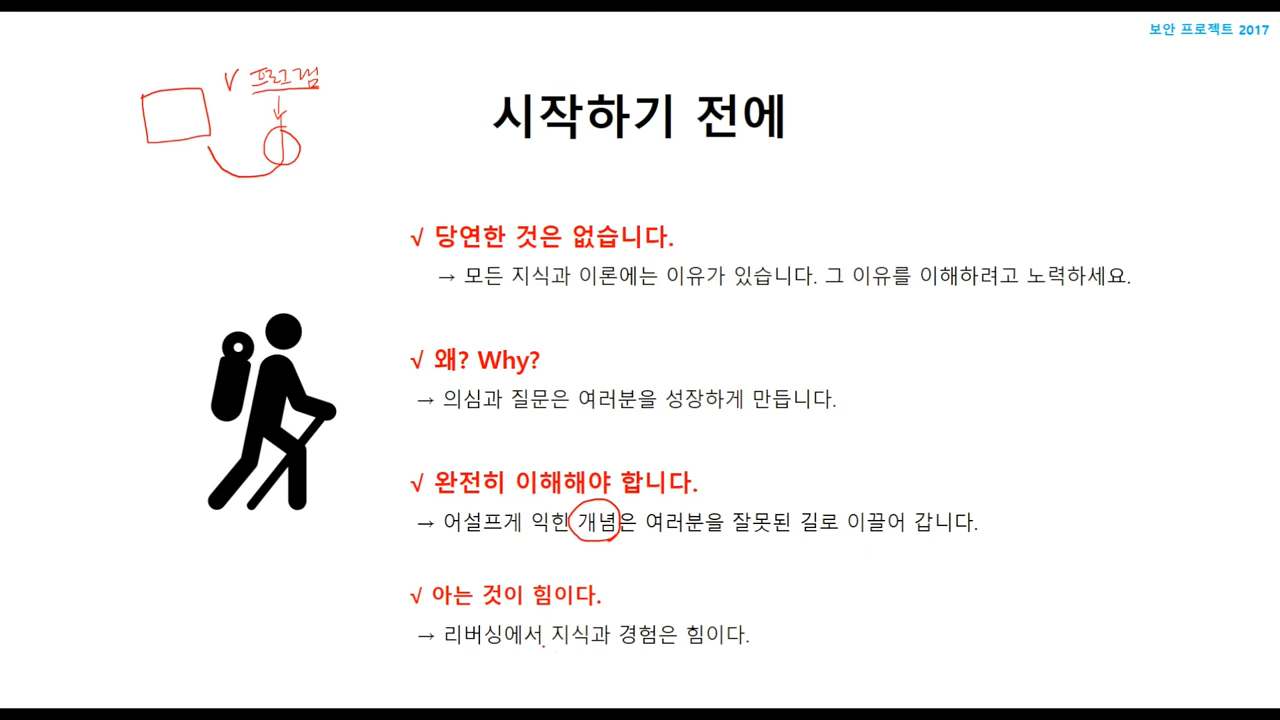 보안 프로젝트 2017
√ 프로그램
시작하기 전에
√ 당연한 것은 없습니다.
→ 모든 지식과 이론에는 이유가 있습니다. 그 이유를 이해하려고 노력하세요.
√ 왜? Why?
→ 의심과 질문은 여러분을 성장하게 만듭니다.
√ 완전히 이해해야 합니다.
→ 어설프게 익힌 개념은 여러분을 잘못된 길로 이끌어 갑니다.
√ 아는 것이 힘이다.
→ 리버싱에서 지식과 경험은 힘이다.